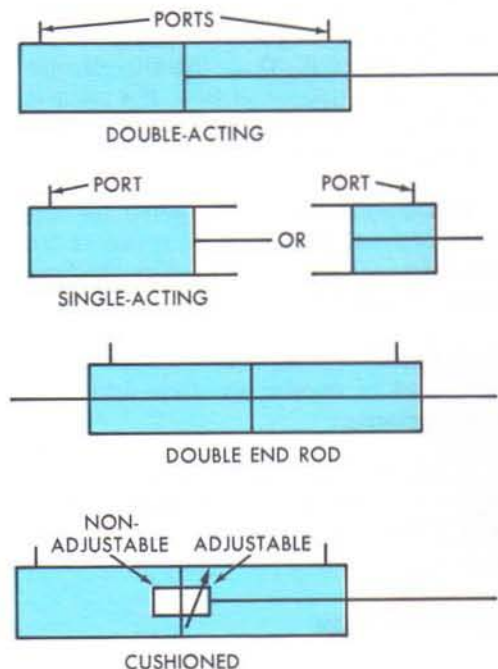 PORTS
DOUBLE-ACTING
PORT
PORT
OR
SINGLE-ACTING
DOUBLE END ROD
NON-
ADJUSTABLE
ADJUSTABLE
CUSHIONED